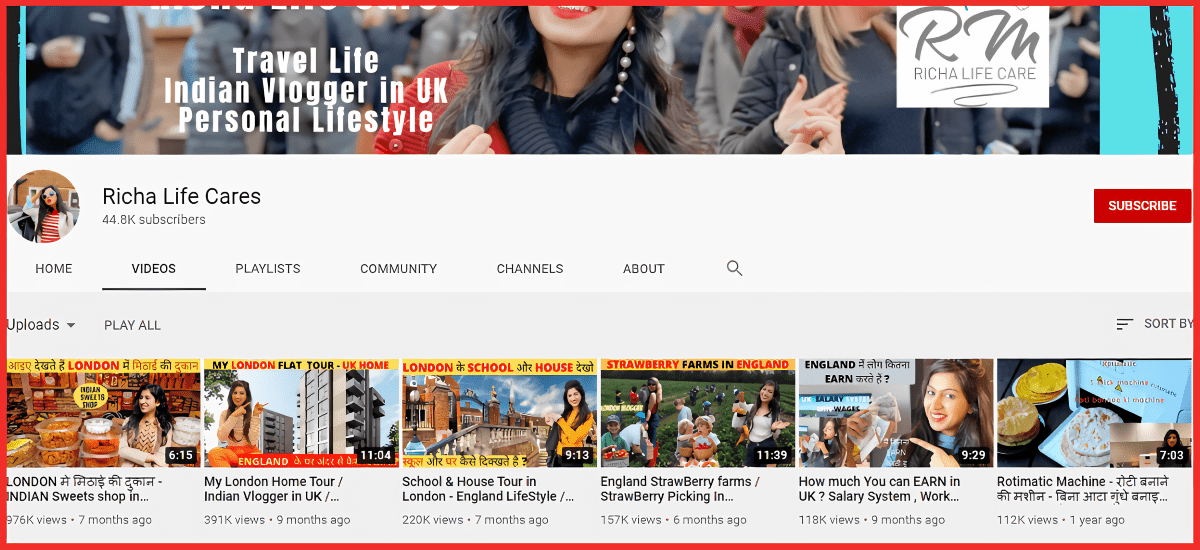 Richa Life Cares
Travel Life
Indian Vlogger in UK
Personal Lifestyle
RM
RICHA LIFE CARE
Richa Life Cares
44.8K subscribers
SUBSCRIBE
HOME
VIDEOS
PLAYLISTS
COMMUNITY
CHANNELS
ABOUT
Uploads
PLAY ALL
SORT BY
आइए देखते हैं LONDON में मिठाई की दुकान
INDIAN
SWEETS
SHOP
6:15
LONDON मे मिठाई की दुकान -
INDIAN Sweets shop in...
976K views • 7 months ago
MY LONDON FLAT TOUR - UK HOME
ENGLAND के घर अंदर से
11:04
My London Home Tour /
Indian Vlogger in UK /...
391K views • 9 months ago
LONDON के SCHOOL और HOUSE देखो
स्कूल और घर कैसे दिक्खते है ?
9:13
School & House Tour in
London - England LifeStyle /...
220K views • 7 months ago
STRAWBERRY FARMS IN ENGLAND
LONDON VLOGGER
11:39
England StrawBerry farms /
StrawBerry Picking In...
157K views • 6 months ago
ENGLAND में लोग कितना
EARN करते हैं ?
UK SALARY SYSTEM
WAGES
9:29
How much You can EARN in
UK ? Salary System , Work...
118K views • 9 months ago
machine rotimatic
roti banane ki machine
7:03
Rotimatic Machine - रोटी बनाने
की मशीन - बिना आटा गुंधे बनाइ...
112K views • 1 year ago